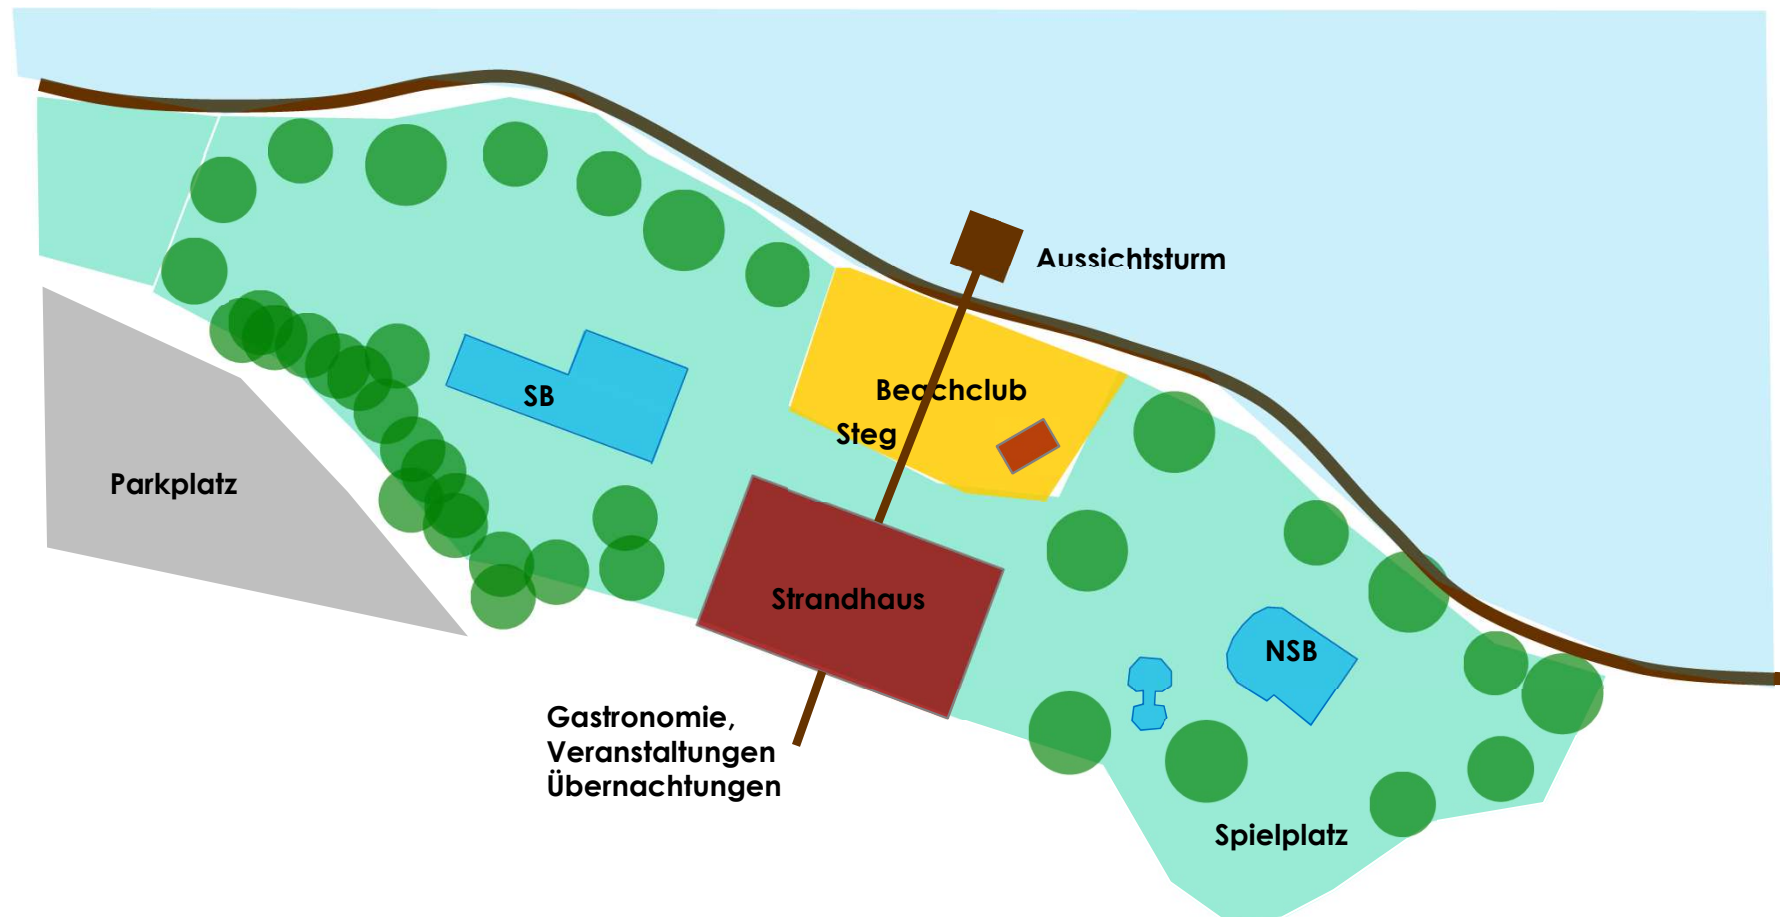 Aussichtsturm
SB
Beachclub
Steg
Parkplatz
Strandhaus
NSB
Gastronomie,
Veranstaltungen
Übernachtungen
Spielplatz